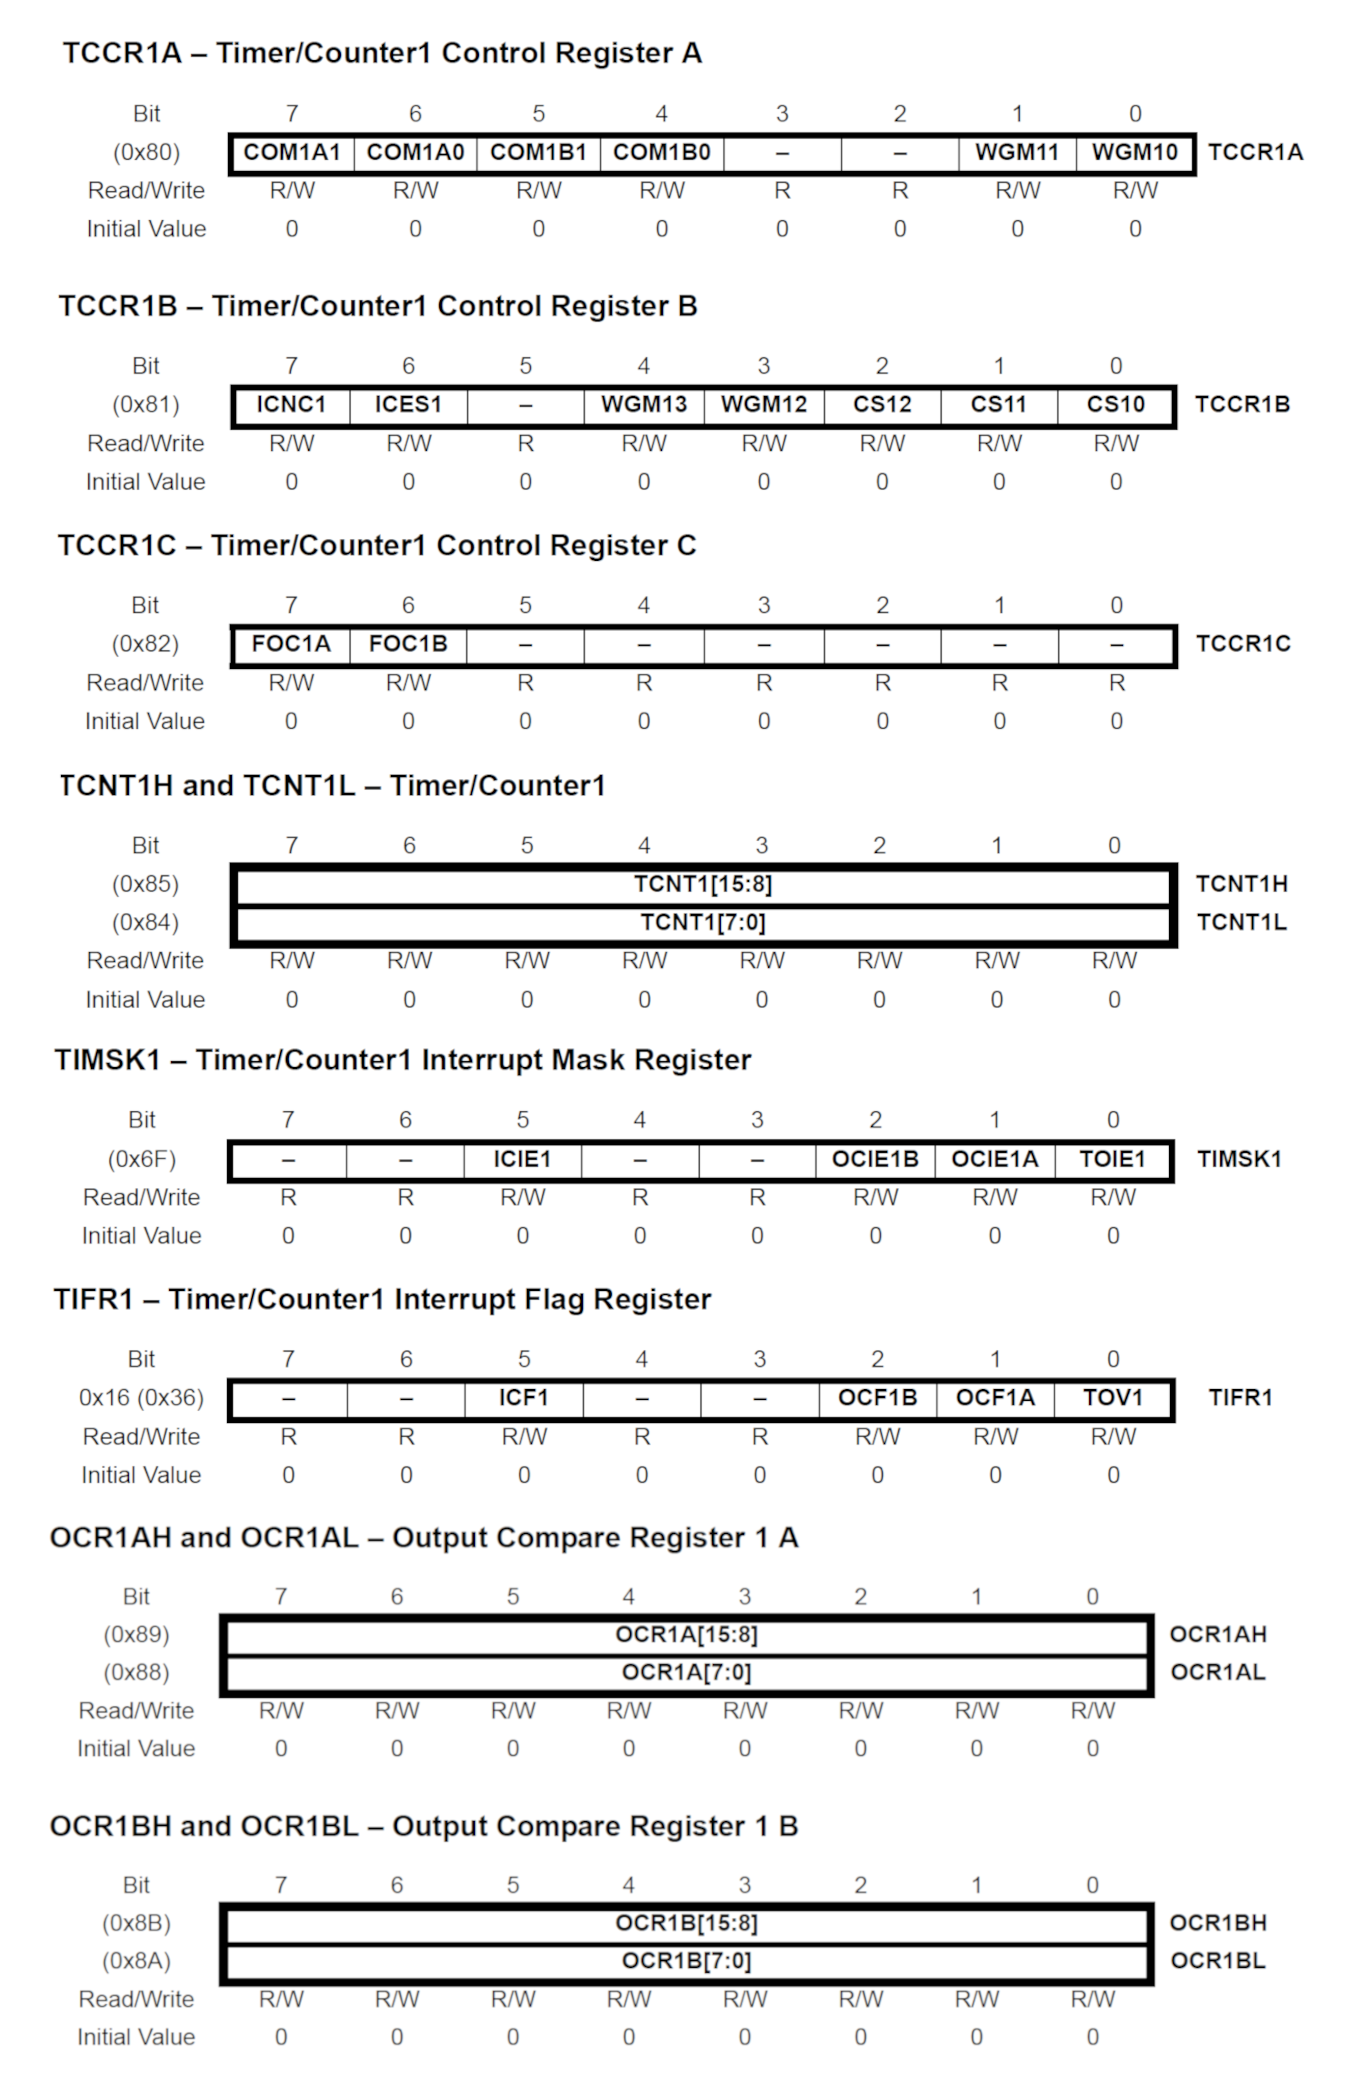 TCCR1A – Timer/Counter1 Control Register A
Bit 7 6 5 4 3 2 1 0
(0x80) COM1A1 COM1A0 COM1B1 COM1B0 – – WGM11 WGM10 TCCR1A
Read/Write R/W R/W R/W R/W R R R/W R/W
Initial Value 0 0 0 0 0 0 0 0
TCCR1B – Timer/Counter1 Control Register B
Bit 7 6 5 4 3 2 1 0
(0x81) ICNC1 ICES1 – WGM13 WGM12 CS12 CS11 CS10 TCCR1B
Read/Write R/W R/W R R/W R/W R/W R/W R/W
Initial Value 0 0 0 0 0 0 0 0
TCCR1C – Timer/Counter1 Control Register C
Bit 7 6 5 4 3 2 1 0
(0x82) FOC1A FOC1B – – – – – – TCCR1C
Read/Write R/W R/W R R R R R R
Initial Value 0 0 0 0 0 0 0 0
TCNT1H and TCNT1L – Timer/Counter1
Bit 7 6 5 4 3 2 1 0
(0x85) TCNT1[15:8] TCNT1H
(0x84) TCNT1[7:0] TCNT1L
Read/Write R/W R/W R/W R/W R/W R/W R/W R/W
Initial Value 0 0 0 0 0 0 0 0
TIMSK1 – Timer/Counter1 Interrupt Mask Register
Bit 7 6 5 4 3 2 1 0
(0x6F) – – ICIE1 – – OCIE1B OCIE1A TOIE1 TIMSK1
Read/Write R R R/W R R R/W R/W R/W
Initial Value 0 0 0 0 0 0 0 0
TIFR1 – Timer/Counter1 Interrupt Flag Register
Bit 7 6 5 4 3 2 1 0
0x16 (0x36) – – ICF1 – – OCF1B OCF1A TOV1 TIFR1
Read/Write R R R/W R R R/W R/W R/W
Initial Value 0 0 0 0 0 0 0 0
OCR1AH and OCR1AL – Output Compare Register 1 A
Bit 7 6 5 4 3 2 1 0
(0x89) OCR1A[15:8] OCR1AH
(0x88) OCR1A[7:0] OCR1AL
Read/Write R/W R/W R/W R/W R/W R/W R/W R/W
Initial Value 0 0 0 0 0 0 0 0
OCR1BH and OCR1BL – Output Compare Register 1 B
Bit 7 6 5 4 3 2 1 0
(0x8B) OCR1B[15:8] OCR1BH
(0x8A) OCR1B[7:0] OCR1BL
Read/Write R/W R/W R/W R/W R/W R/W R/W R/W
Initial Value 0 0 0 0 0 0 0 0